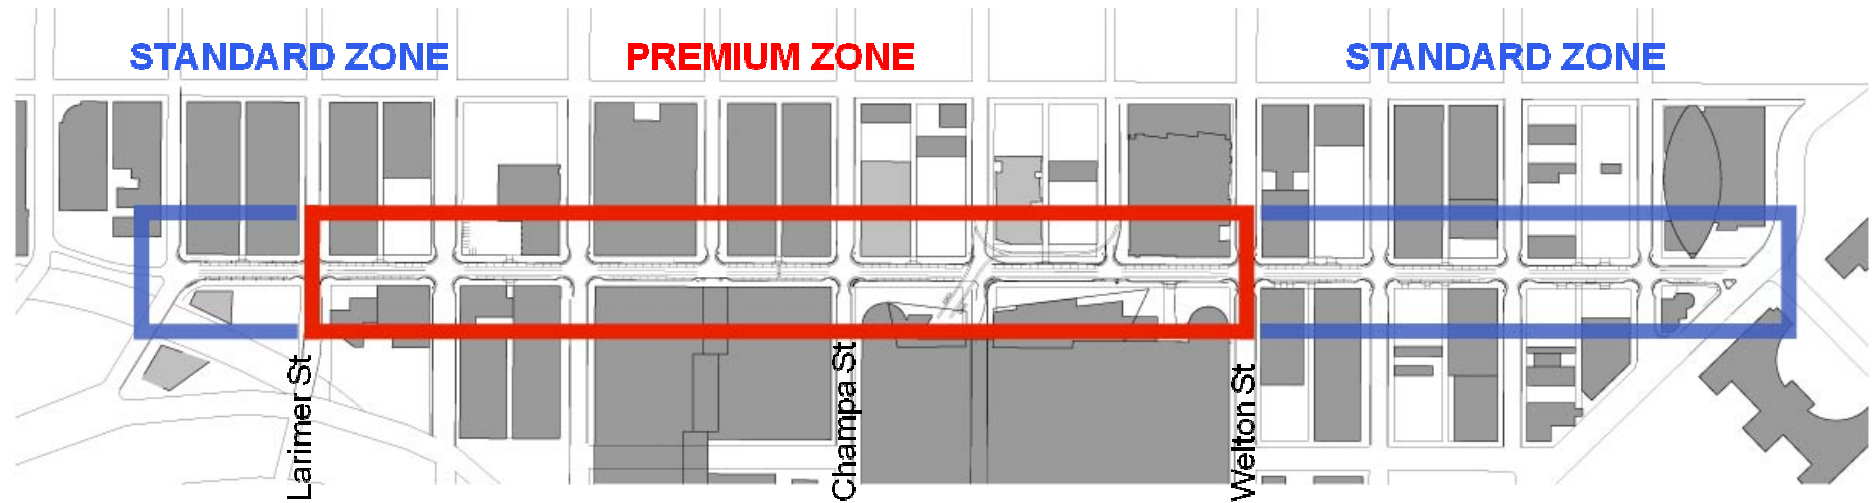 STANDARD ZONE
PREMIUM ZONE
STANDARD ZONE
Larimer St
Champa St
Welton St